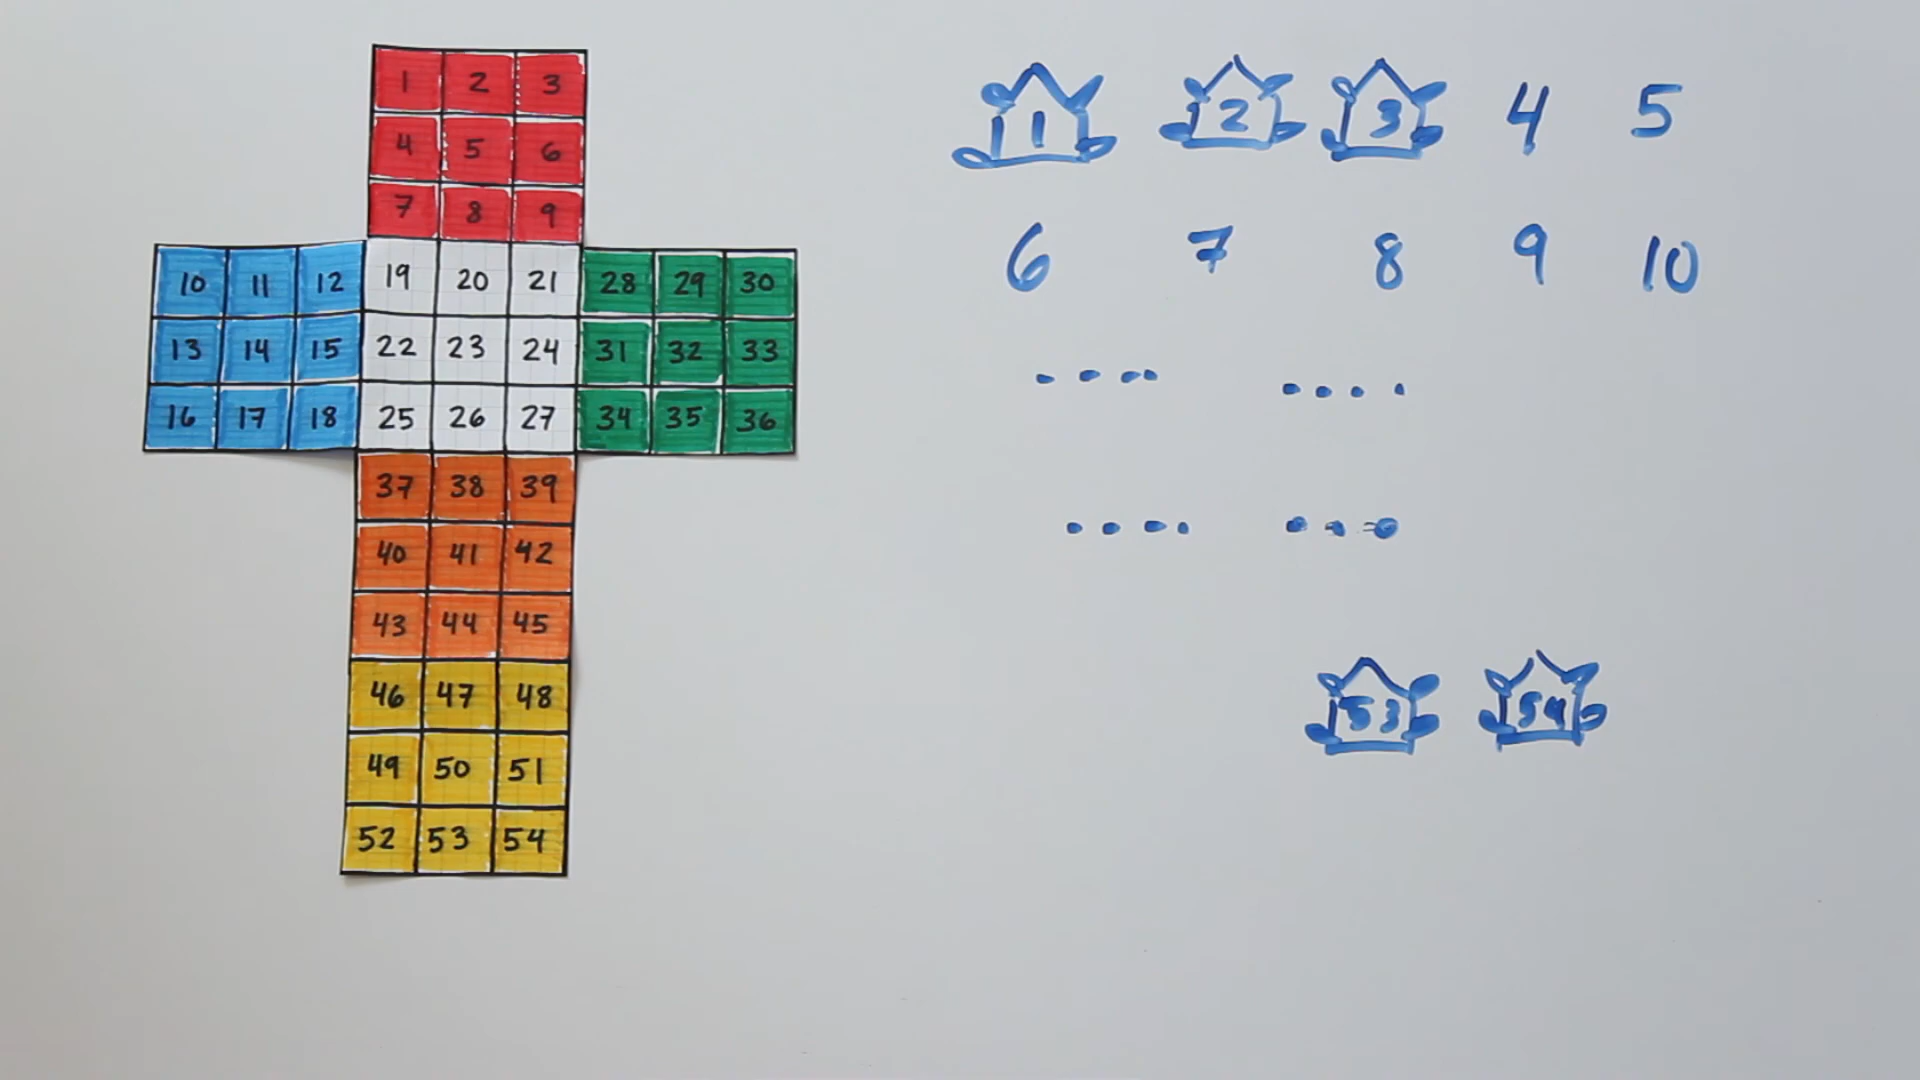 1 2 3
4 5 6
7 8 9
10 11 12 19 20 21 28 29 30
13 14 15 22 23 24 31 32 33
16 17 18 25 26 27 34 35 36
37 38 39
40 41 42
43 44 45
46 47 48
49 50 51
52 53 54
1 2 3 4 5
6 7 8 9 10
.... ....
.... ...
53 54